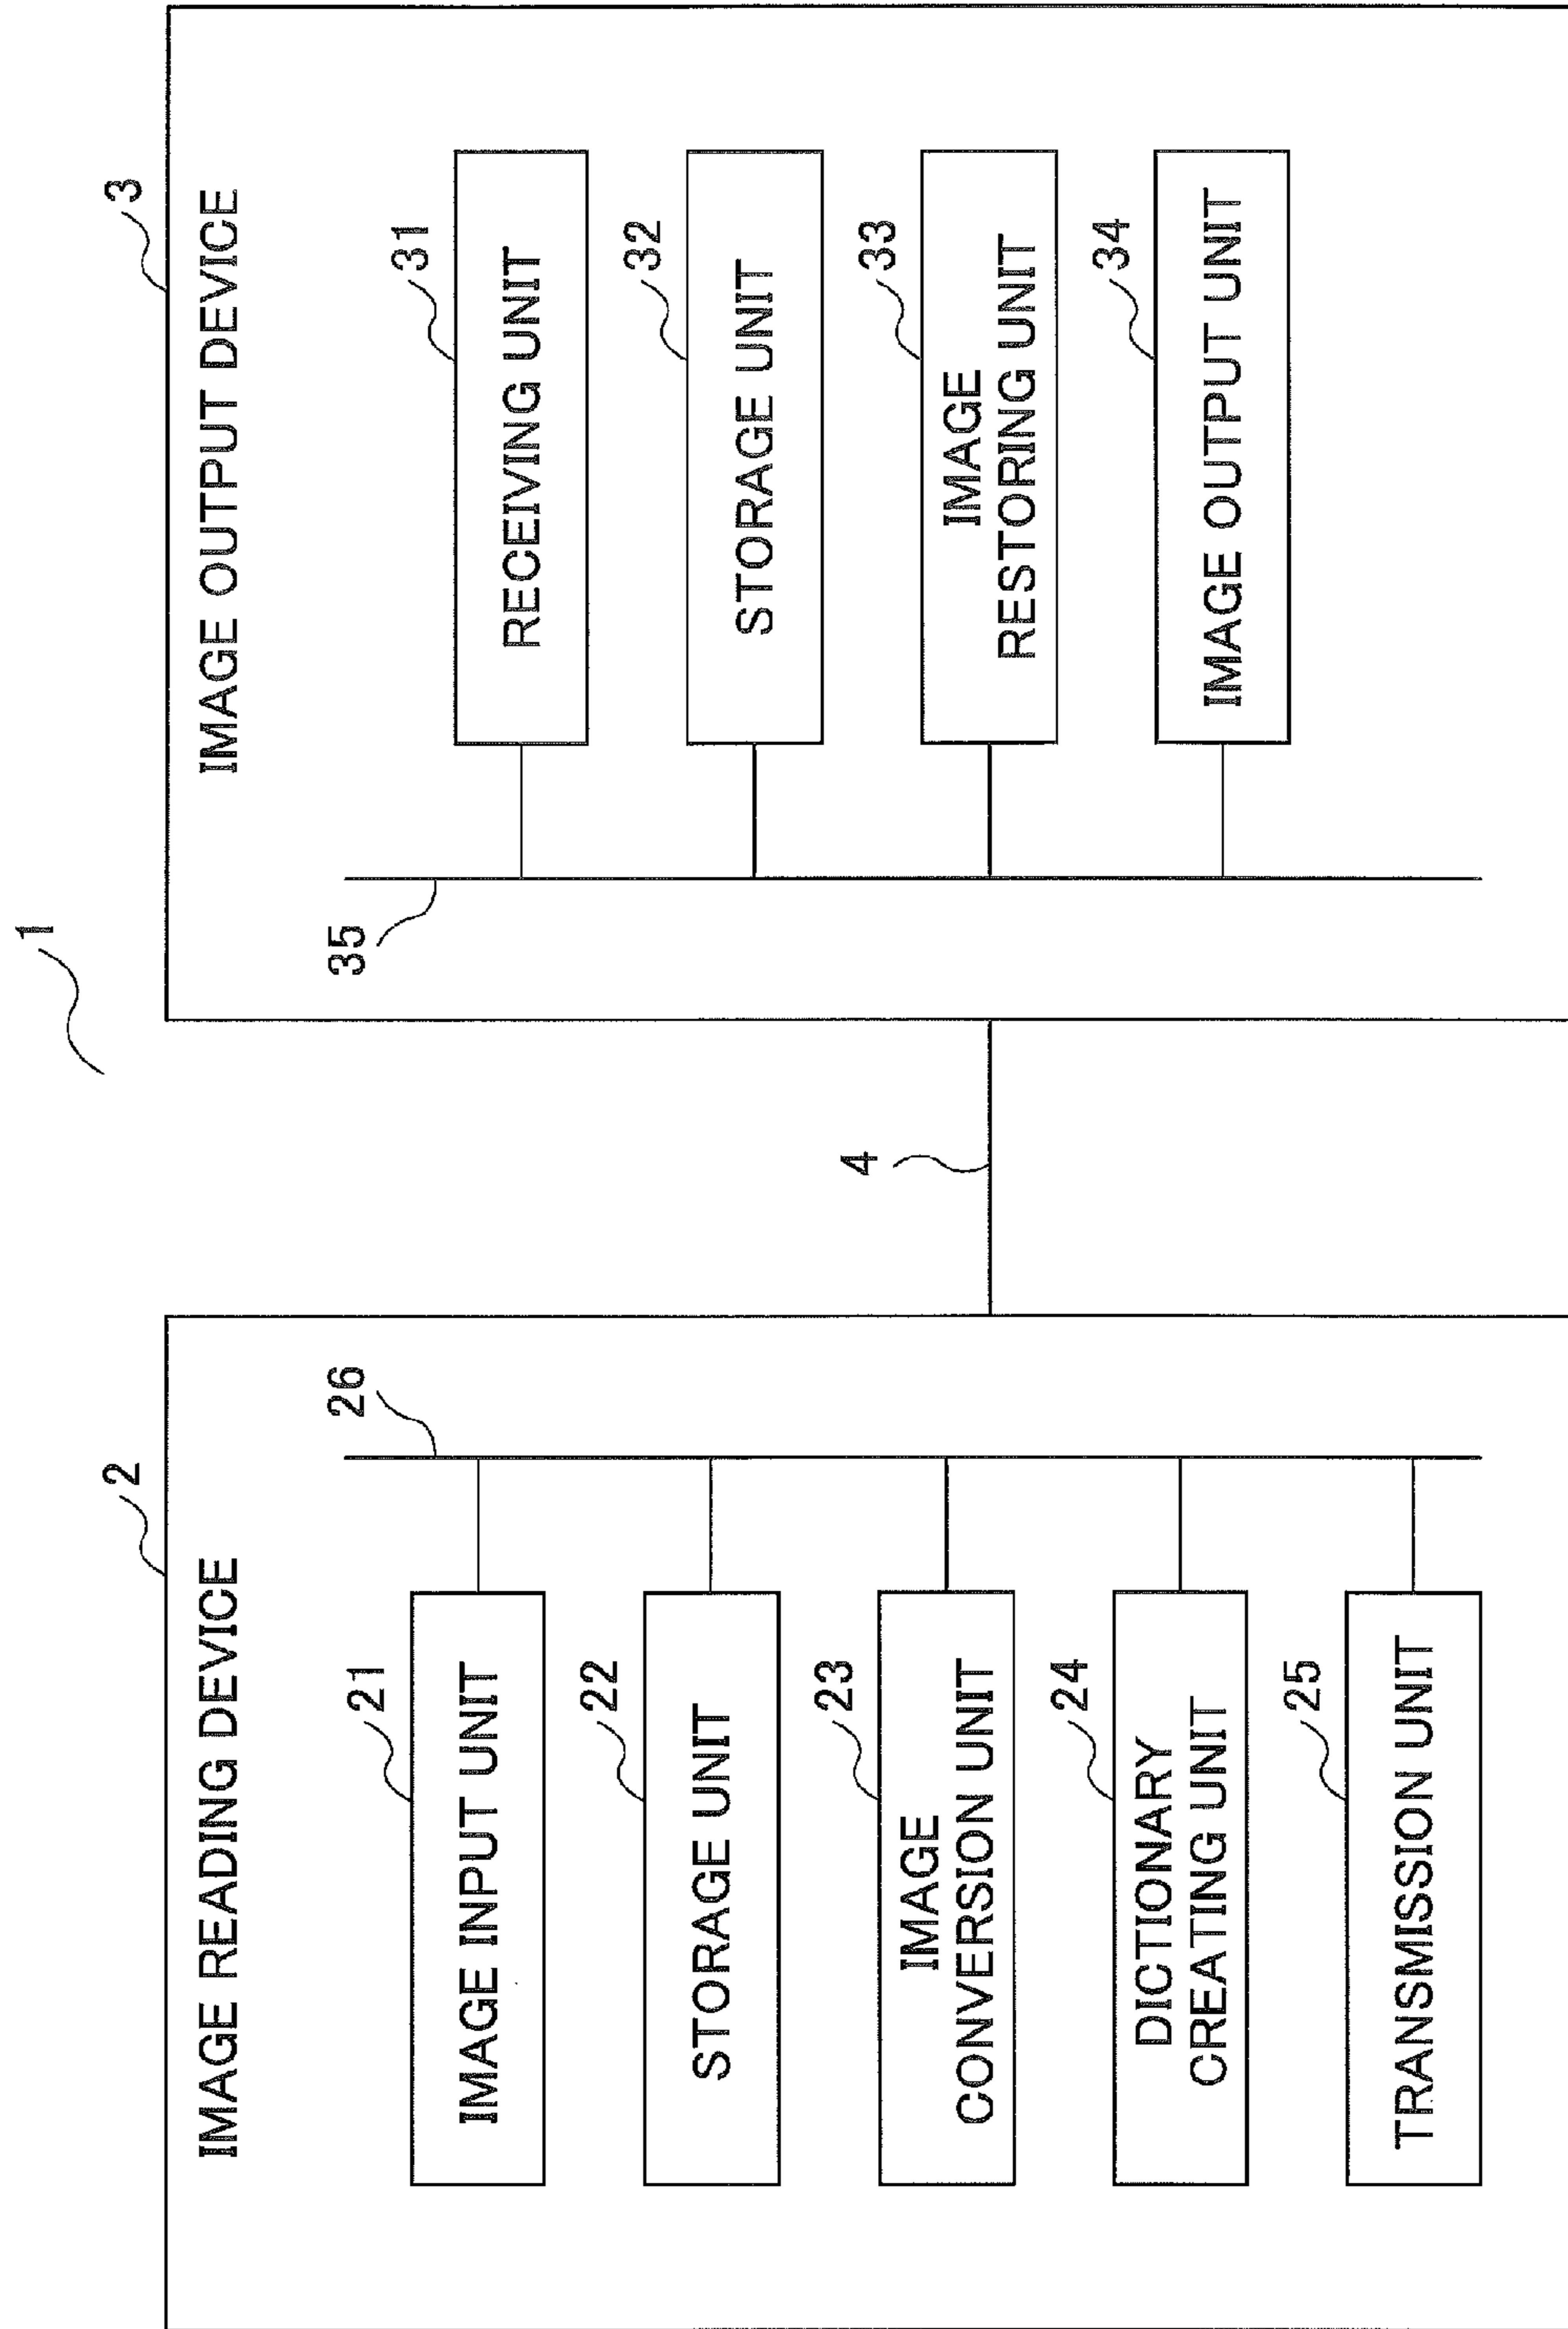 1
2
IMAGE READING DEVICE
26
21
IMAGE INPUT UNIT
22
STORAGE UNIT
23
IMAGE
CONVERSION UNIT
24
DICTIONARY
CREATING UNIT
25
TRANSMISSION UNIT
4
3
IMAGE OUTPUT DEVICE
35
31
RECEIVING UNIT
32
STORAGE UNIT
33
IMAGE
RESTORING UNIT
34
IMAGE OUTPUT UNIT